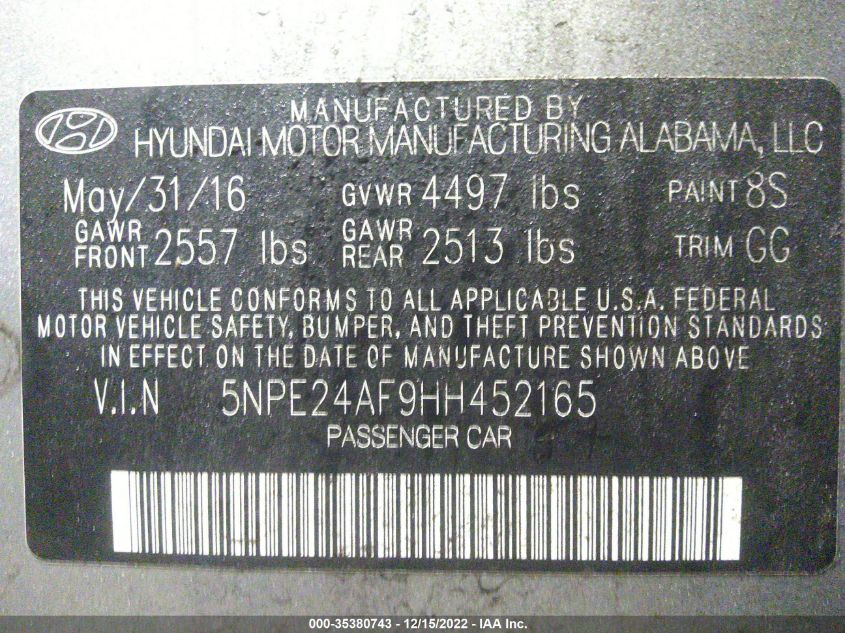 MANUFACTURED BY
HYUNDAI MOTOR MANUFACTURING ALABAMA, LLC
May/31/16 GVWR 4497 lbs PAINT 8S
GAWR FRONT 2557 lbs GAWR REAR 2513 lbs TRIM GG
THIS VEHICLE CONFORMS TO ALL APPLICABLE U.S.A. FEDERAL
MOTOR VEHICLE SAFETY, BUMPER, AND THEFT PREVENTION STANDARDS
IN EFFECT ON THE DATE OF MANUFACTURE SHOWN ABOVE
V.I.N 5NPE24AF9HH452165
PASSENGER CAR
000-35380743 - 12/15/2022 - IAA Inc.